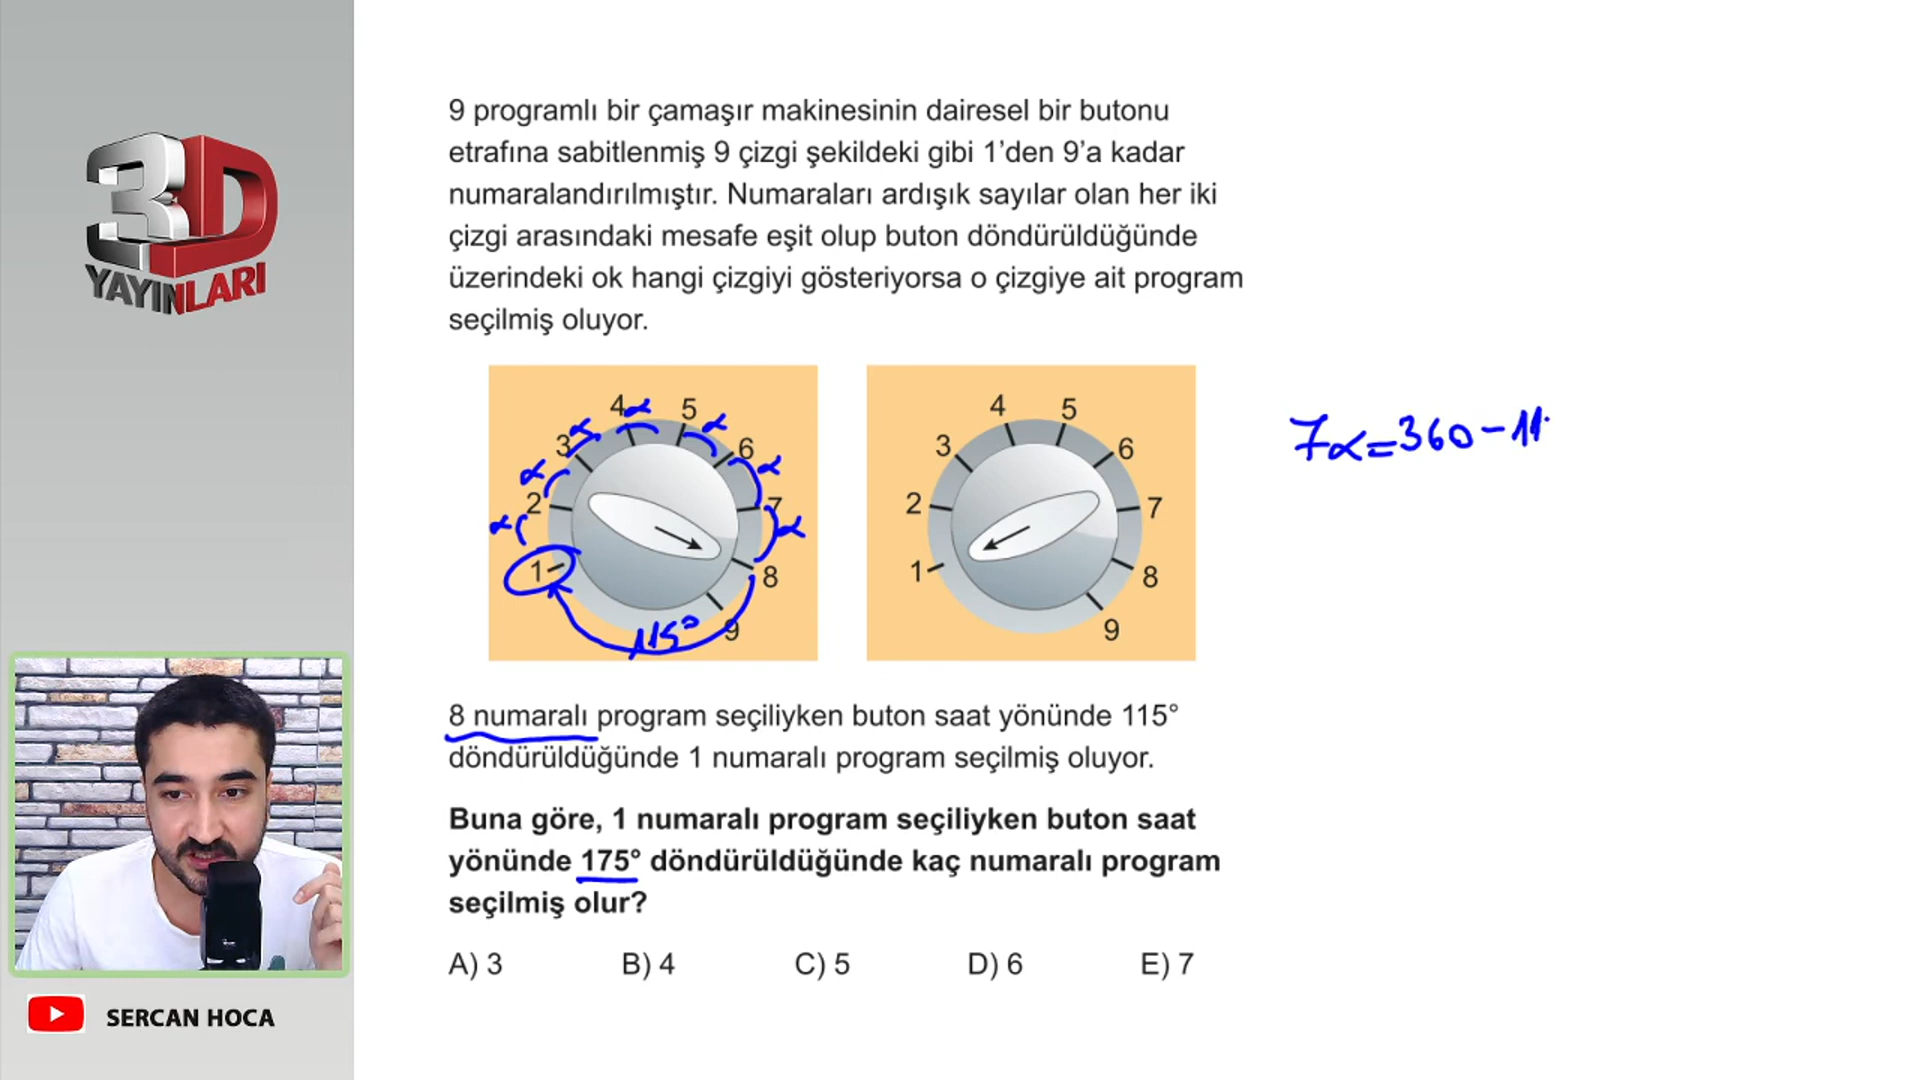 3D
YAYINLARI
9 programlı bir çamaşır makinesinin dairesel bir butonu
etrafına sabitlenmiş 9 çizgi şekildeki gibi 1’den 9’a kadar
numaralandırılmıştır. Numaraları ardışık sayılar olan her iki
çizgi arasındaki mesafe eşit olup buton döndürüldüğünde
üzerindeki ok hangi çizgiyi gösteriyorsa o çizgiye ait program
seçilmiş oluyor.
4 α 5 α
3 α 6 α
α 2 7 α
α 1 8
115° 9
4 5
3 6
2 7
1 8
9
7α=360-11
8 numaralı program seçiliyken buton saat yönünde 115°
döndürüldüğünde 1 numaralı program seçilmiş oluyor.
Buna göre, 1 numaralı program seçiliyken buton saat
yönünde 175° döndürüldüğünde kaç numaralı program
seçilmiş olur?
A) 3 B) 4 C) 5 D) 6 E) 7
SERCAN HOCA